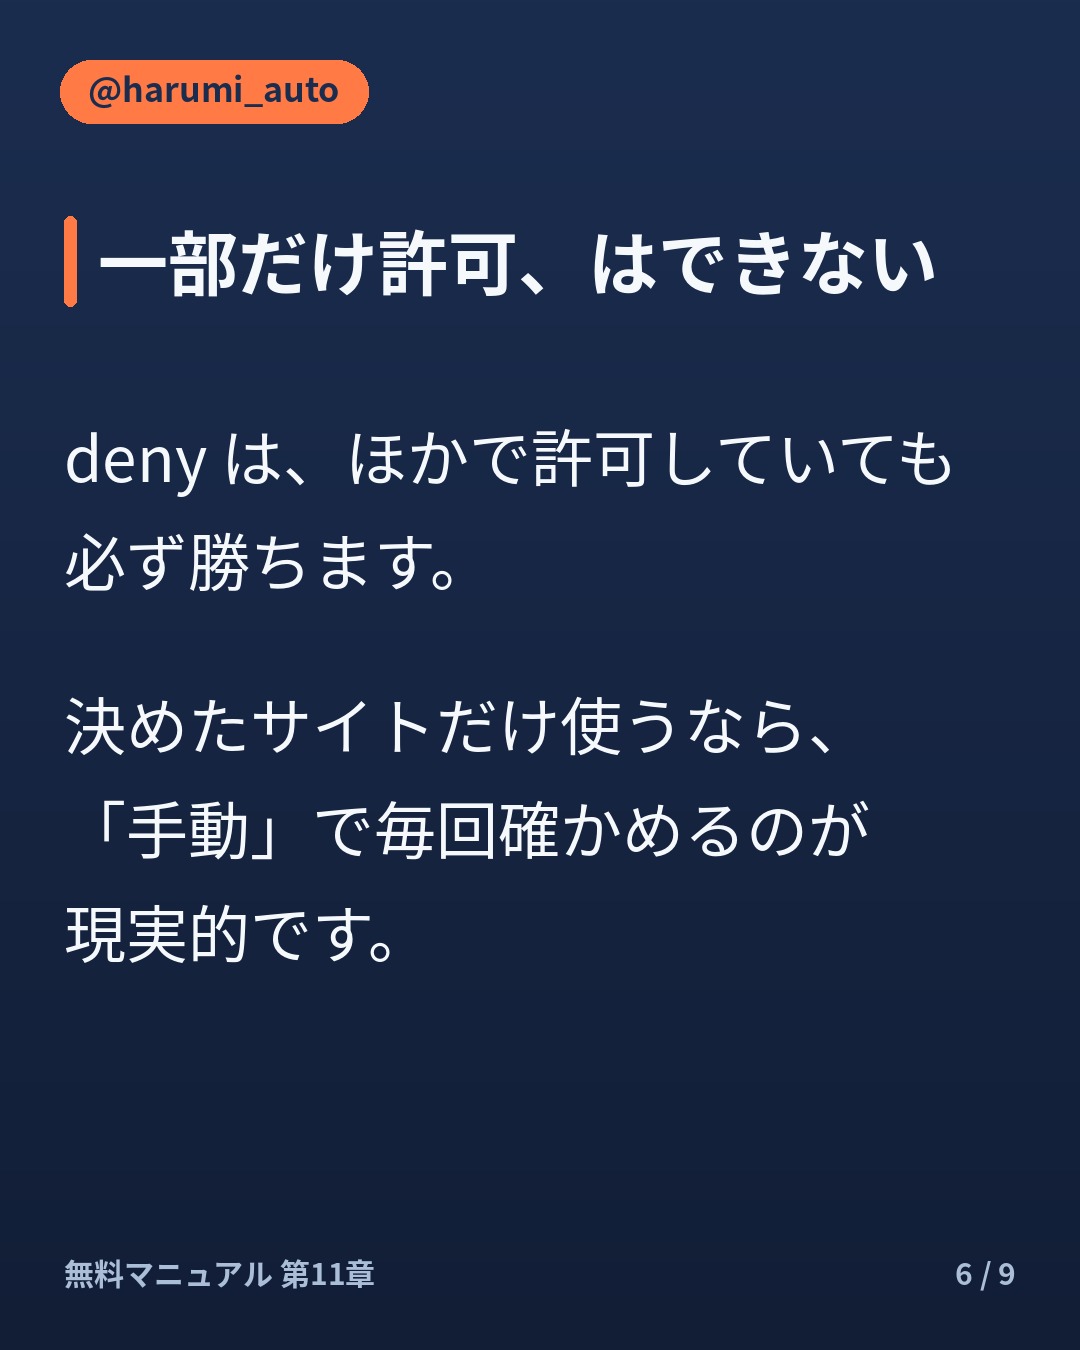 @harumi_auto
一部だけ許可、はできない
deny は、ほかで許可していても
必ず勝ちます。
決めたサイトだけ使うなら、
「手動」で毎回確かめるのが
現実的です。
無料マニュアル 第11章
6 / 9